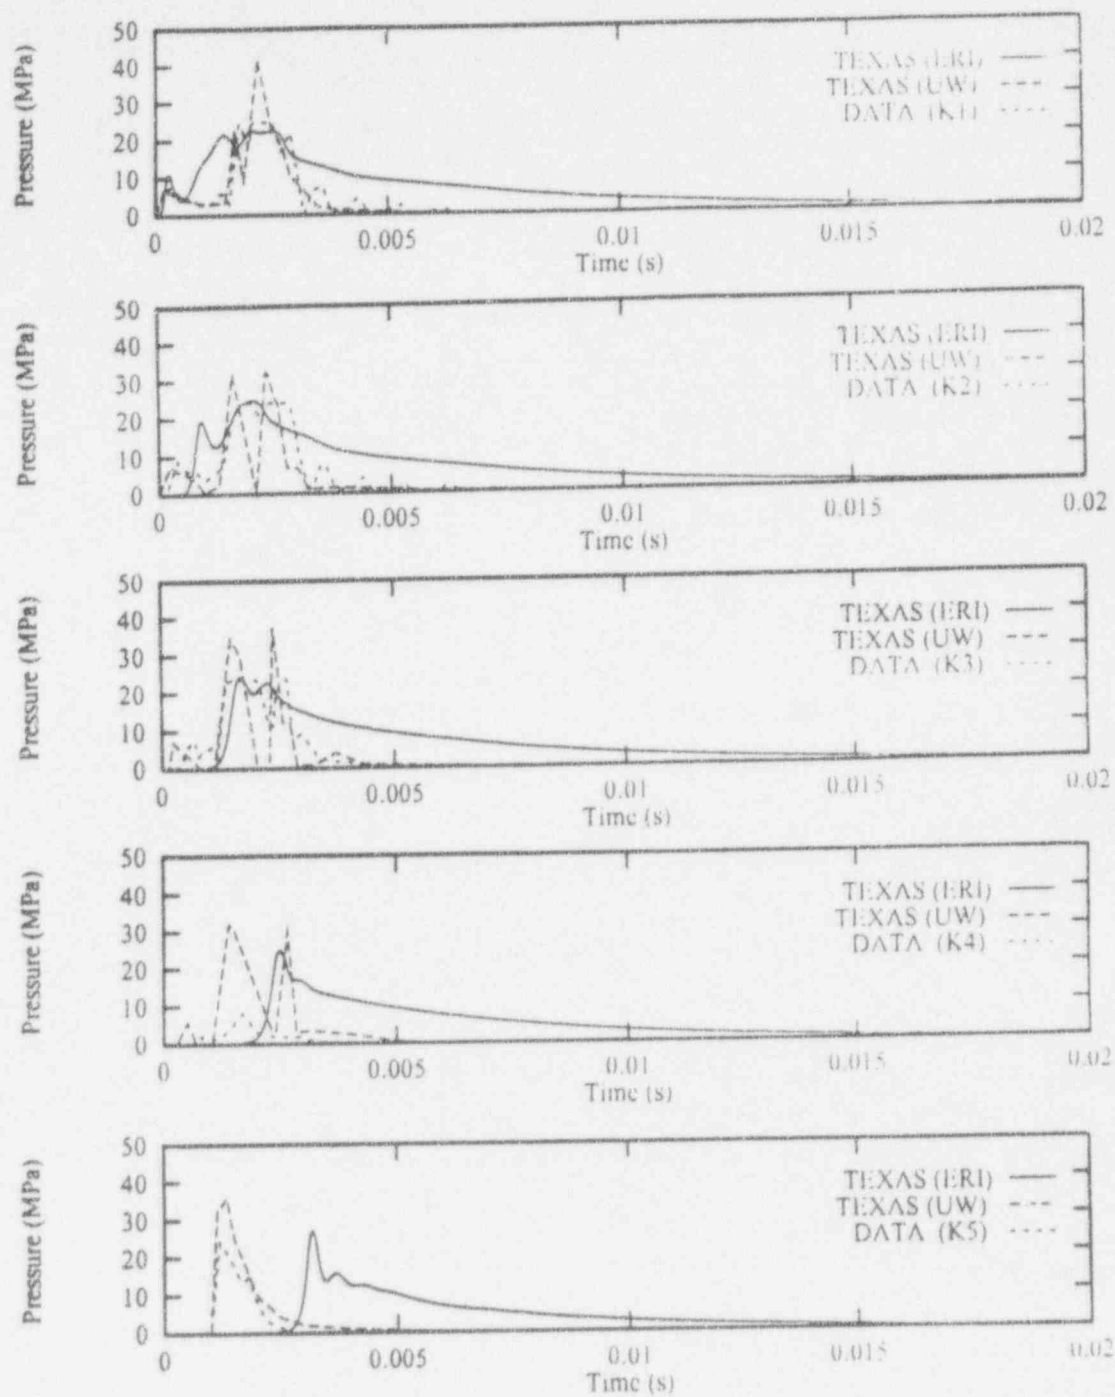 Pressure (MPa)
50
40
30
20
10
0
TEXAS (ERI)
TEXAS (UW)
DATA (K1)
0 0.005 0.01 0.015 0.02
Time (s)
Pressure (MPa)
50
40
30
20
10
0
TEXAS (ERI)
TEXAS (UW)
DATA (K2)
0 0.005 0.01 0.015 0.02
Time (s)
Pressure (MPa)
50
40
30
20
10
0
TEXAS (ERI)
TEXAS (UW)
DATA (K3)
0 0.005 0.01 0.015 0.02
Time (s)
Pressure (MPa)
50
40
30
20
10
0
TEXAS (ERI)
TEXAS (UW)
DATA (K4)
0 0.005 0.01 0.015 0.02
Time (s)
Pressure (MPa)
50
40
30
20
10
0
TEXAS (ERI)
TEXAS (UW)
DATA (K5)
0 0.005 0.01 0.015 0.02
Time (s)